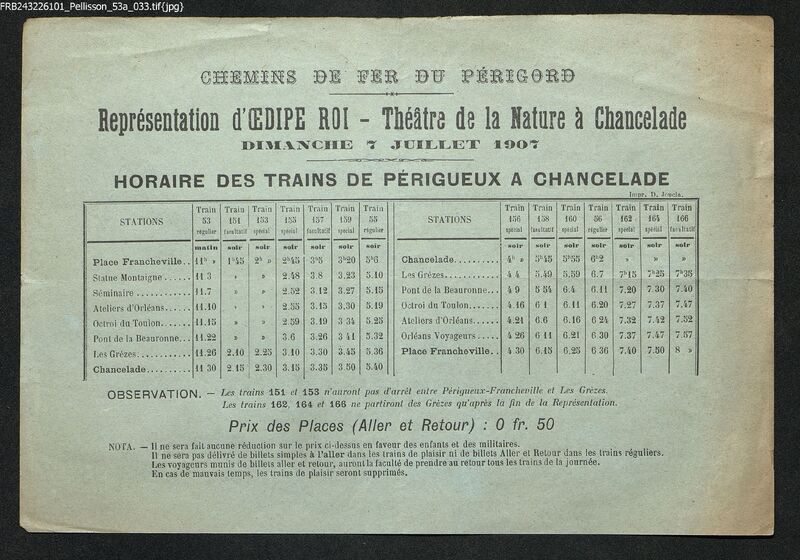 FRB243226101_Pellisson_53a_033.tif{jpg}
CHEMINS DE FER DU PÉRIGORD
Représentation d'ŒDIPE ROI – Théâtre de la Nature à Chancelade
DIMANCHE 7 JUILLET 1907
HORAIRE DES TRAINS DE PÉRIGUEUX A CHANCELADE
Impr. D. Joucla.
STATIONS Train 53 régulier Train 151 facultatif Train 153 spécial Train 155 spécial Train 157 spécial Train 159 spécial Train 55 régulier
matin soir soir soir soir soir soir
Place Francheville.. 11h » 1h45 2h » 2h45 3h5 3h20 5h6
Statue Montaigne.... 11.3 » » 2.48 3.8 3.23 5.10
Séminaire............ 11.7 » » 2.52 3.12 3.27 5.15
Ateliers d'Orléans..... 11.10 » » 2.55 3.15 3.30 5.19
Octroi du Toulon..... 11.15 » » 2.59 3.19 3 34 5.25
Pont de la Beauronne... 11.22 » » 3.6 3.26 3 41 5.32
Les Grèzes.......... 11.26 2.10 2.25 3.10 3.30 3.45 5.36
Chancelade.......... 11 30 2.15 2.30 3.15 3.35 3.50 5.40
STATIONS Train 156 spécial Train 158 spécial Train 160 spécial Train 56 régulier Train 162 spécial Train 164 spécial Train 166 facultatif
soir soir soir soir soir soir soir
Chancelade.......... 4h » 5h45 5h55 6h2 » » »
Les Grèzes.......... 4.4 5.49 5.59 6.7 7h15 7h25 7h35
Pont de la Beauronne... 4 9 5 54 6.4 6.11 7.20 7.30 7.40
Octroi du Toulon..... 4.16 6 1 6.11 6 20 7.27 7.37 7.47
Ateliers d'Orléans..... 4.21 6.6 6.16 6 24 7.32 7.42 7.52
Orléans Voyageurs.... 4.26 6 11 6.21 6 30 7.37 7.47 7.57
Place Francheville.. 4 30 6.15 6.25 6 36 7.40 7.50 8 »
OBSERVATION. – Les trains 151 et 153 n'auront pas d'arrêt entre Périgueux-Francheville et Les Grèzes.
Les trains 162, 164 et 166 ne partiront des Grèzes qu'après la fin de la Représentation.
Prix des Places (Aller et Retour) : 0 fr. 50
NOTA. – Il ne sera fait aucune réduction sur le prix ci-dessus en faveur des enfants et des militaires.
Il ne sera pas délivré de billets simples à l'aller dans les trains de plaisir ni de billets Aller et Retour dans les trains réguliers.
Les voyageurs munis de billets aller et retour, auront la faculté de prendre au retour tous les trains de la journée.
En cas de mauvais temps, les trains de plaisir seront supprimés.